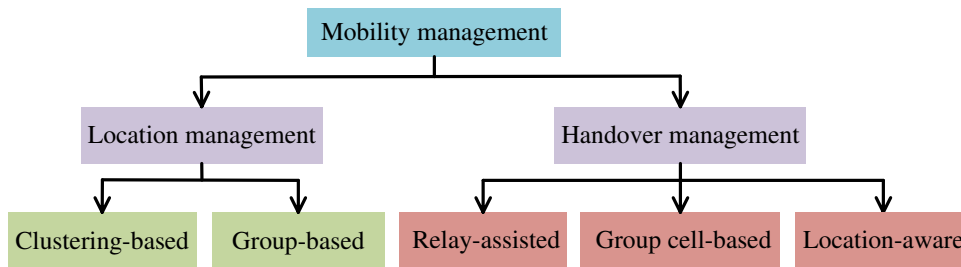 Mobility management
Location management
Handover management
Clustering-based
Group-based
Relay-assisted
Group cell-based
Location-aware